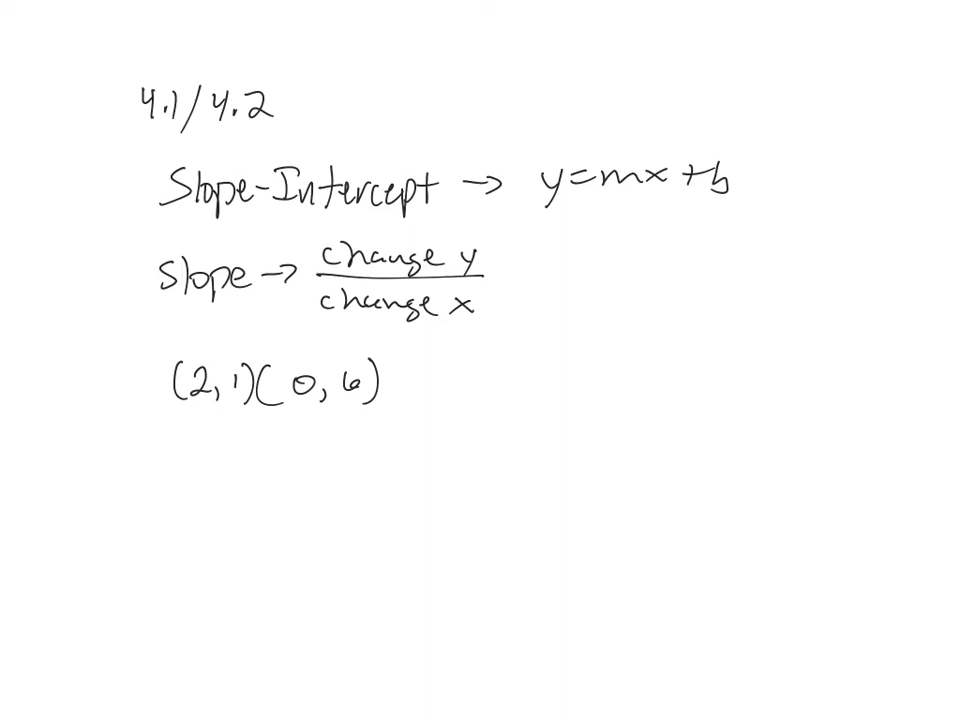 4.1/4.2
Slope-Intercept → y=mx+b
slope → change y
change x
(2,1)(0,6)